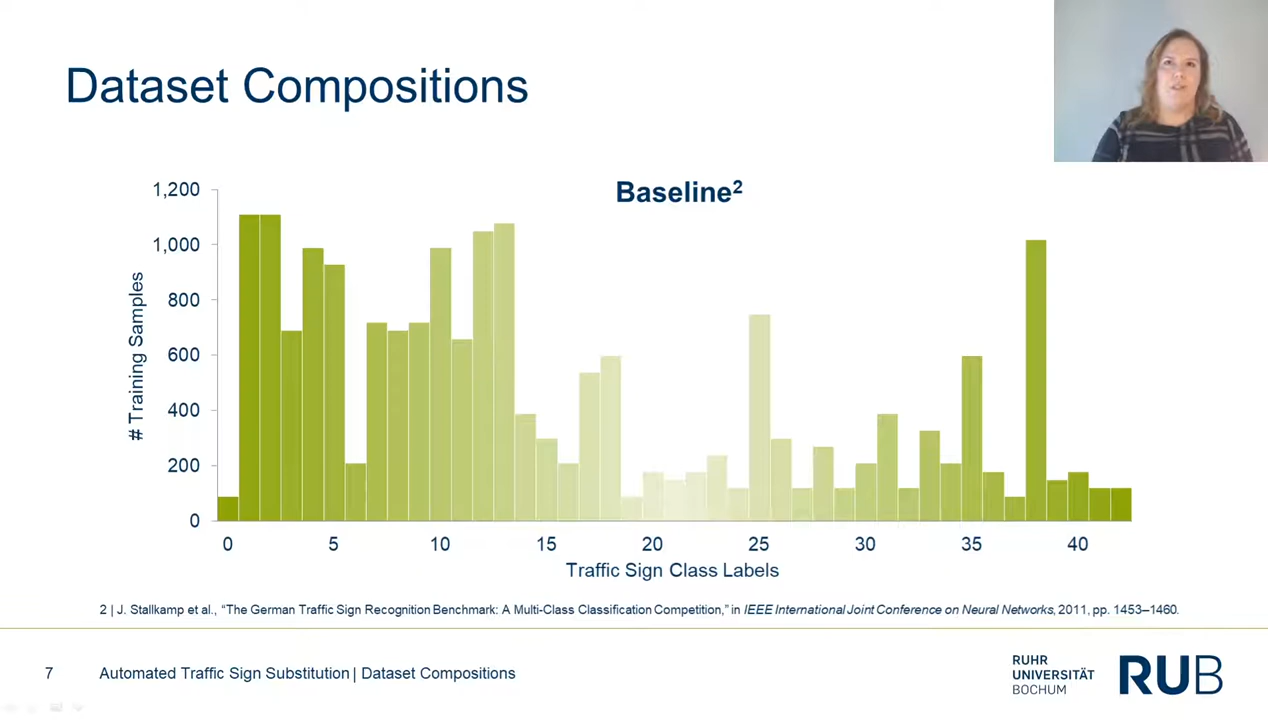 Dataset Compositions
Baseline²
1,200
1,000
800
600
400
200
0
# Training Samples
0 5 10 15 20 25 30 35 40
Traffic Sign Class Labels
2 | J. Stallkamp et al., “The German Traffic Sign Recognition Benchmark: A Multi-Class Classification Competition,” in IEEE International Joint Conference on Neural Networks, 2011, pp. 1453–1460.
7 Automated Traffic Sign Substitution | Dataset Compositions
RUHR
UNIVERSITÄT
BOCHUM
RUB